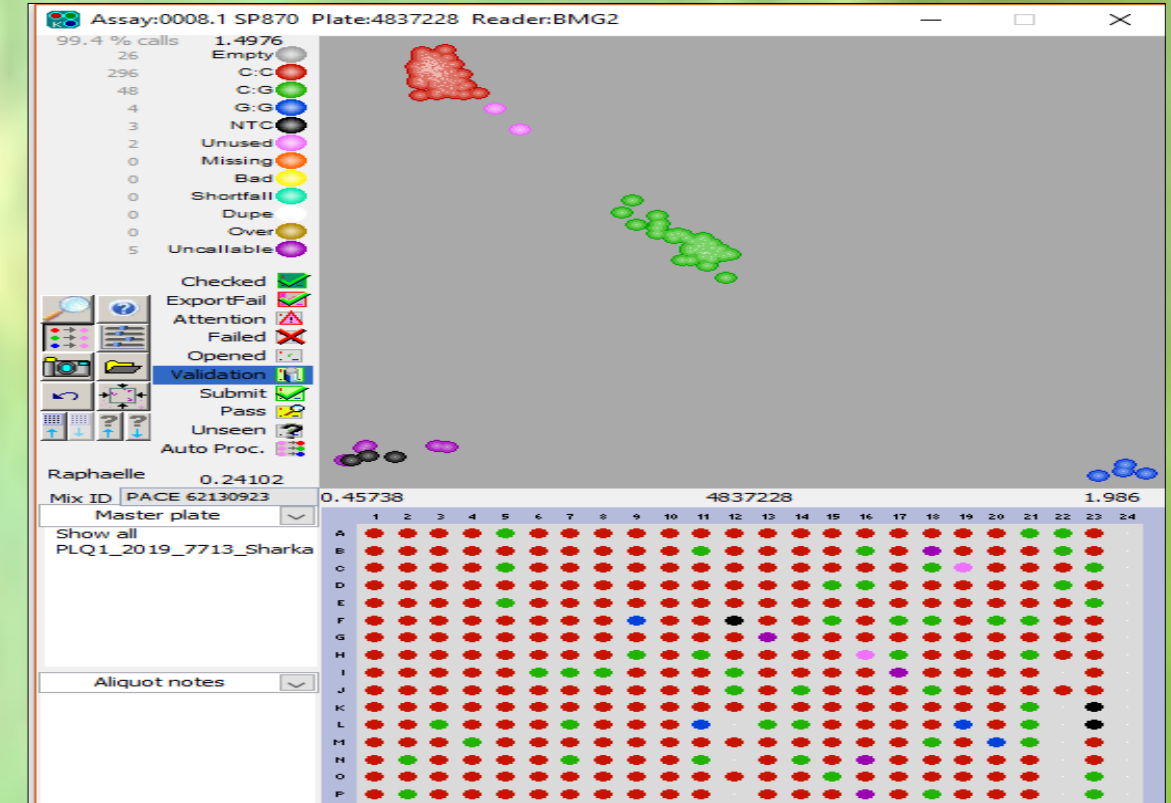 Assay:0008.1 SP870 Plate:4837228 Reader:BMG2
99.4 % calls 1.4976
26 Empty
296 C:C
48 C:G
4 G:G
3 NTC
2 Unused
0 Missing
0 Bad
0 Shortfall
0 Dupe
0 Over
5 Uncallable
Checked
ExportFail
Attention
Failed
Opened
Validation
Submit
Pass
Unseen
Auto Proc.
Raphaelle 0.24102
Mix ID PACE 62130923
0.45738 4837228 1.986
Master plate
Show all
PLQ1_2019_7713_Sharka
Aliquot notes
1 2 3 4 5 6 7 8 9 10 11 12 13 14 15 16 17 18 19 20 21 22 23 24
A
B
C
D
E
F
G
H
I
J
K
L
M
N
O
P